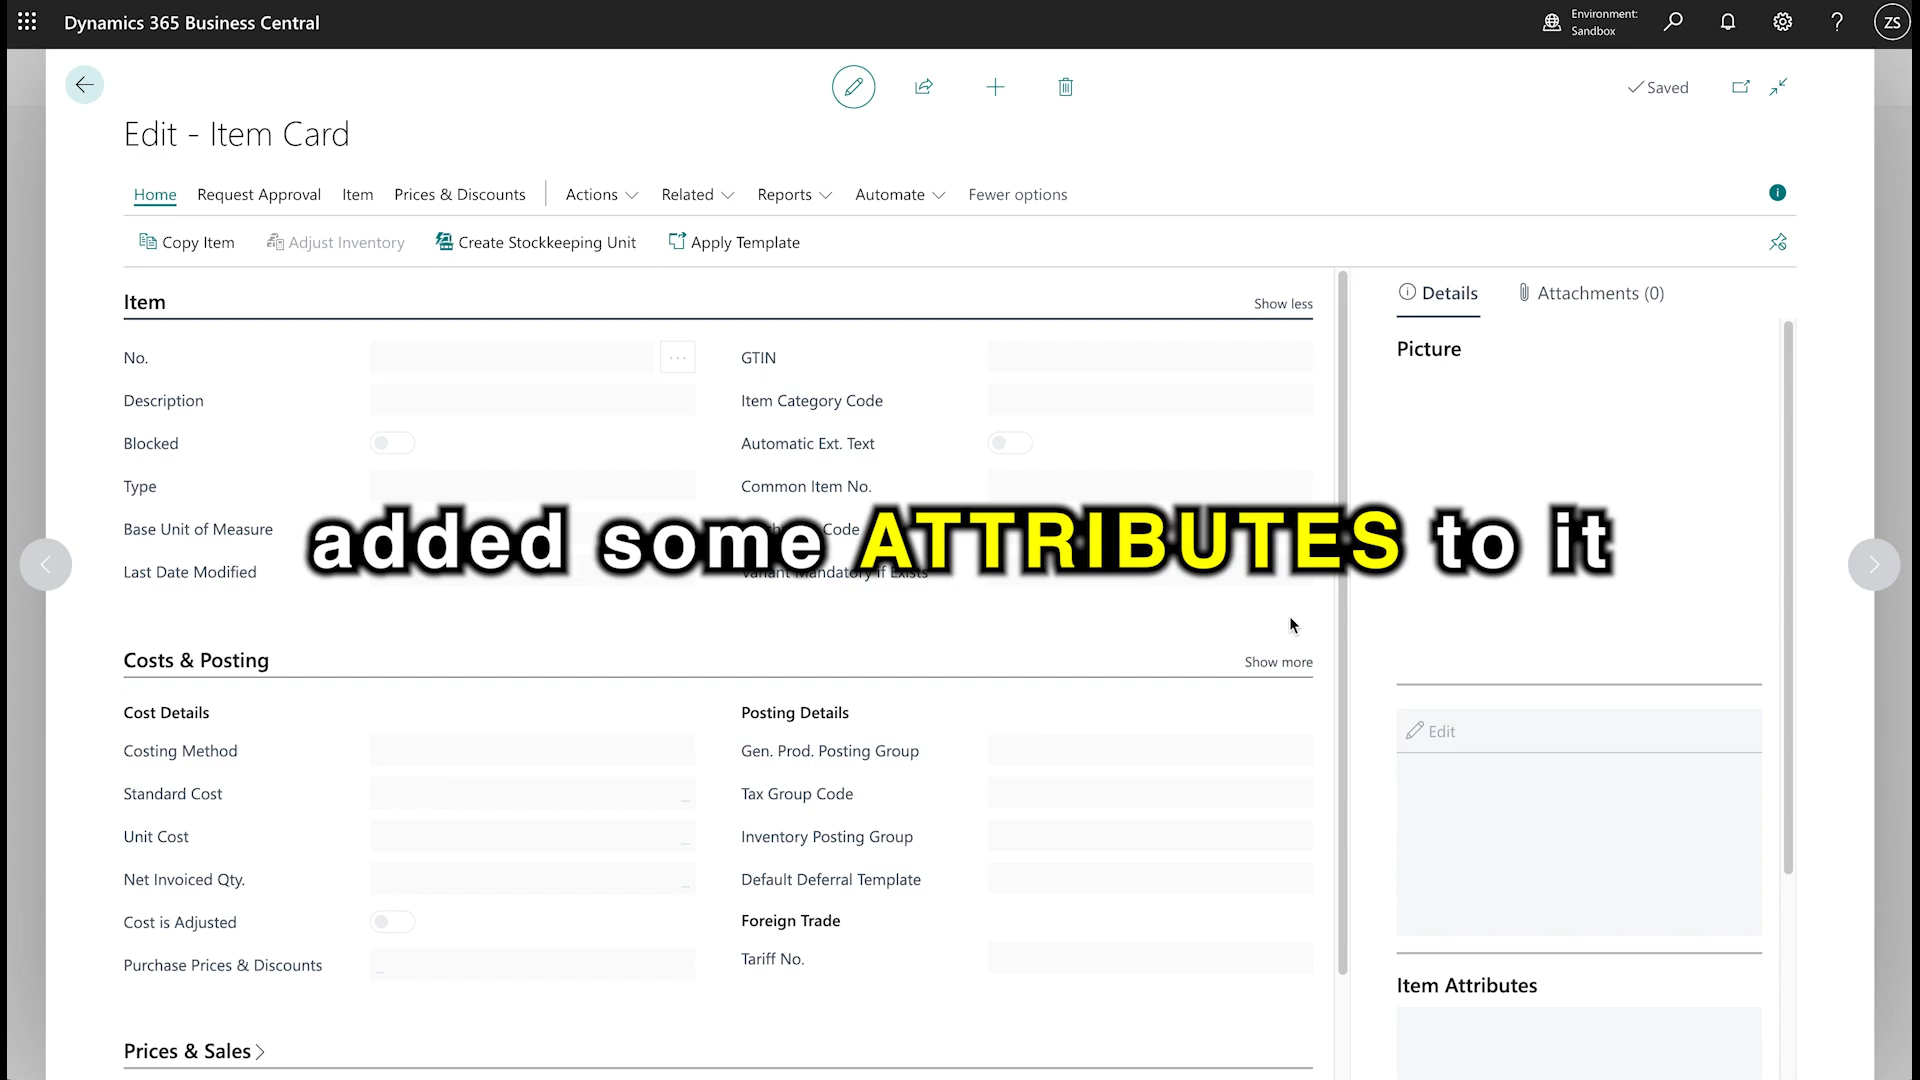 Dynamics 365 Business Central
Environment:
Sandbox
ZS
Saved
Edit - Item Card
Home Request Approval Item Prices & Discounts Actions Related Reports Automate Fewer options
Copy Item Adjust Inventory Create Stockkeeping Unit Apply Template
Item Show less
Details Attachments (0)
No. GTIN
Picture
Description Item Category Code
Blocked Automatic Ext. Text
Type Common Item No.
Base Unit of Measure Code
added some ATTRIBUTES to it
Last Date Modified Variant Mandatory if Exists
Costs & Posting Show more
Cost Details Posting Details
Edit
Costing Method Gen. Prod. Posting Group
Standard Cost Tax Group Code
Unit Cost Inventory Posting Group
Net Invoiced Qty. Default Deferral Template
Cost is Adjusted Foreign Trade
Purchase Prices & Discounts Tariff No.
Item Attributes
Prices & Sales